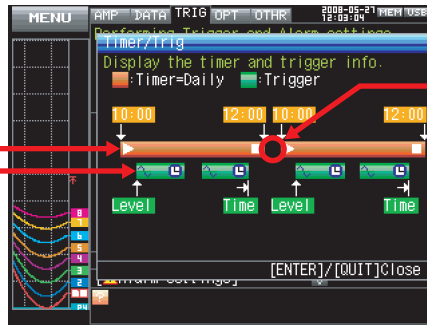 MENU AMP DATA TRIG OPT OTHR 2008-05-27 12:03:04 MEM USB
Performing Trigger and Alarm settings
Timer/Trig
Display the timer and trigger info.
:Timer=Daily :Trigger
10:00 12:00 10:00 12:00
Level Time Level Time
[ENTER]/[QUIT]Close
8
7
6
5
4
3
2